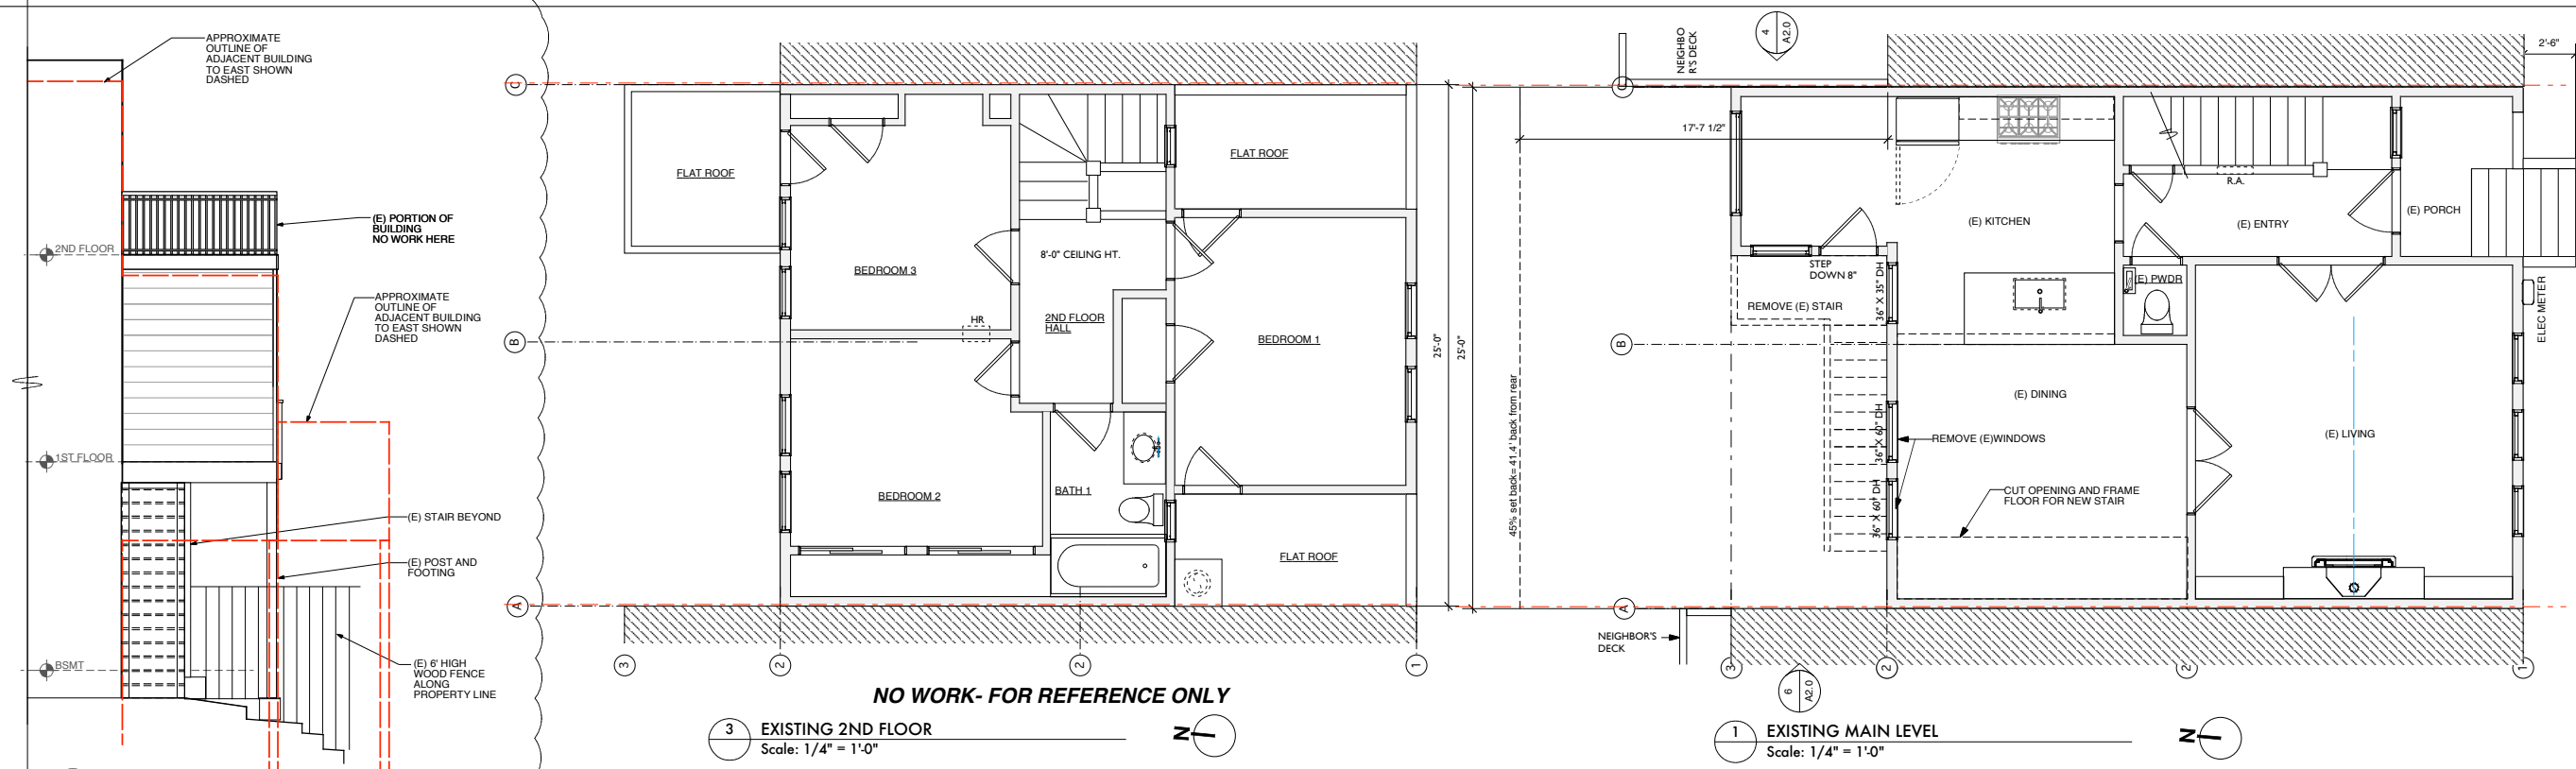 APPROXIMATE
OUTLINE OF
ADJACENT BUILDING
TO EAST SHOWN
DASHED
(E) PORTION OF
BUILDING
NO WORK HERE
2ND FLOOR
APPROXIMATE
OUTLINE OF
ADJACENT BUILDING
TO EAST SHOWN
DASHED
1ST FLOOR
(E) STAIR BEYOND
(E) POST AND
FOOTING
BSMT
(E) 6' HIGH
WOOD FENCE
ALONG
PROPERTY LINE
C
B
A
FLAT ROOF
FLAT ROOF
BEDROOM 3
8'-0" CEILING HT.
HR
2ND FLOOR
HALL
BEDROOM 1
BEDROOM 2
BATH 1
FLAT ROOF
25'-0"
25'-0"
3
2
2
1
NO WORK- FOR REFERENCE ONLY
3
EXISTING 2ND FLOOR
Scale: 1/4" = 1'-0"
N
NEIGHBO
R'S DECK
4
A2.0
2'-6"
17'-7 1/2"
C
B
A
R.A.
(E) KITCHEN
(E) ENTRY
(E) PORCH
STEP
DOWN 8"
REMOVE (E) STAIR
36" X 35" DH
(E) PWDR
ELEC METER
45% set back= 41.4' back from rear
(E) DINING
36" X 60" DH
REMOVE (E)WINDOWS
(E) LIVING
36" X 60" DH
CUT OPENING AND FRAME
FLOOR FOR NEW STAIR
NEIGHBOR'S
DECK
3
2
2
1
6
A2.0
1
EXISTING MAIN LEVEL
Scale: 1/4" = 1'-0"
N